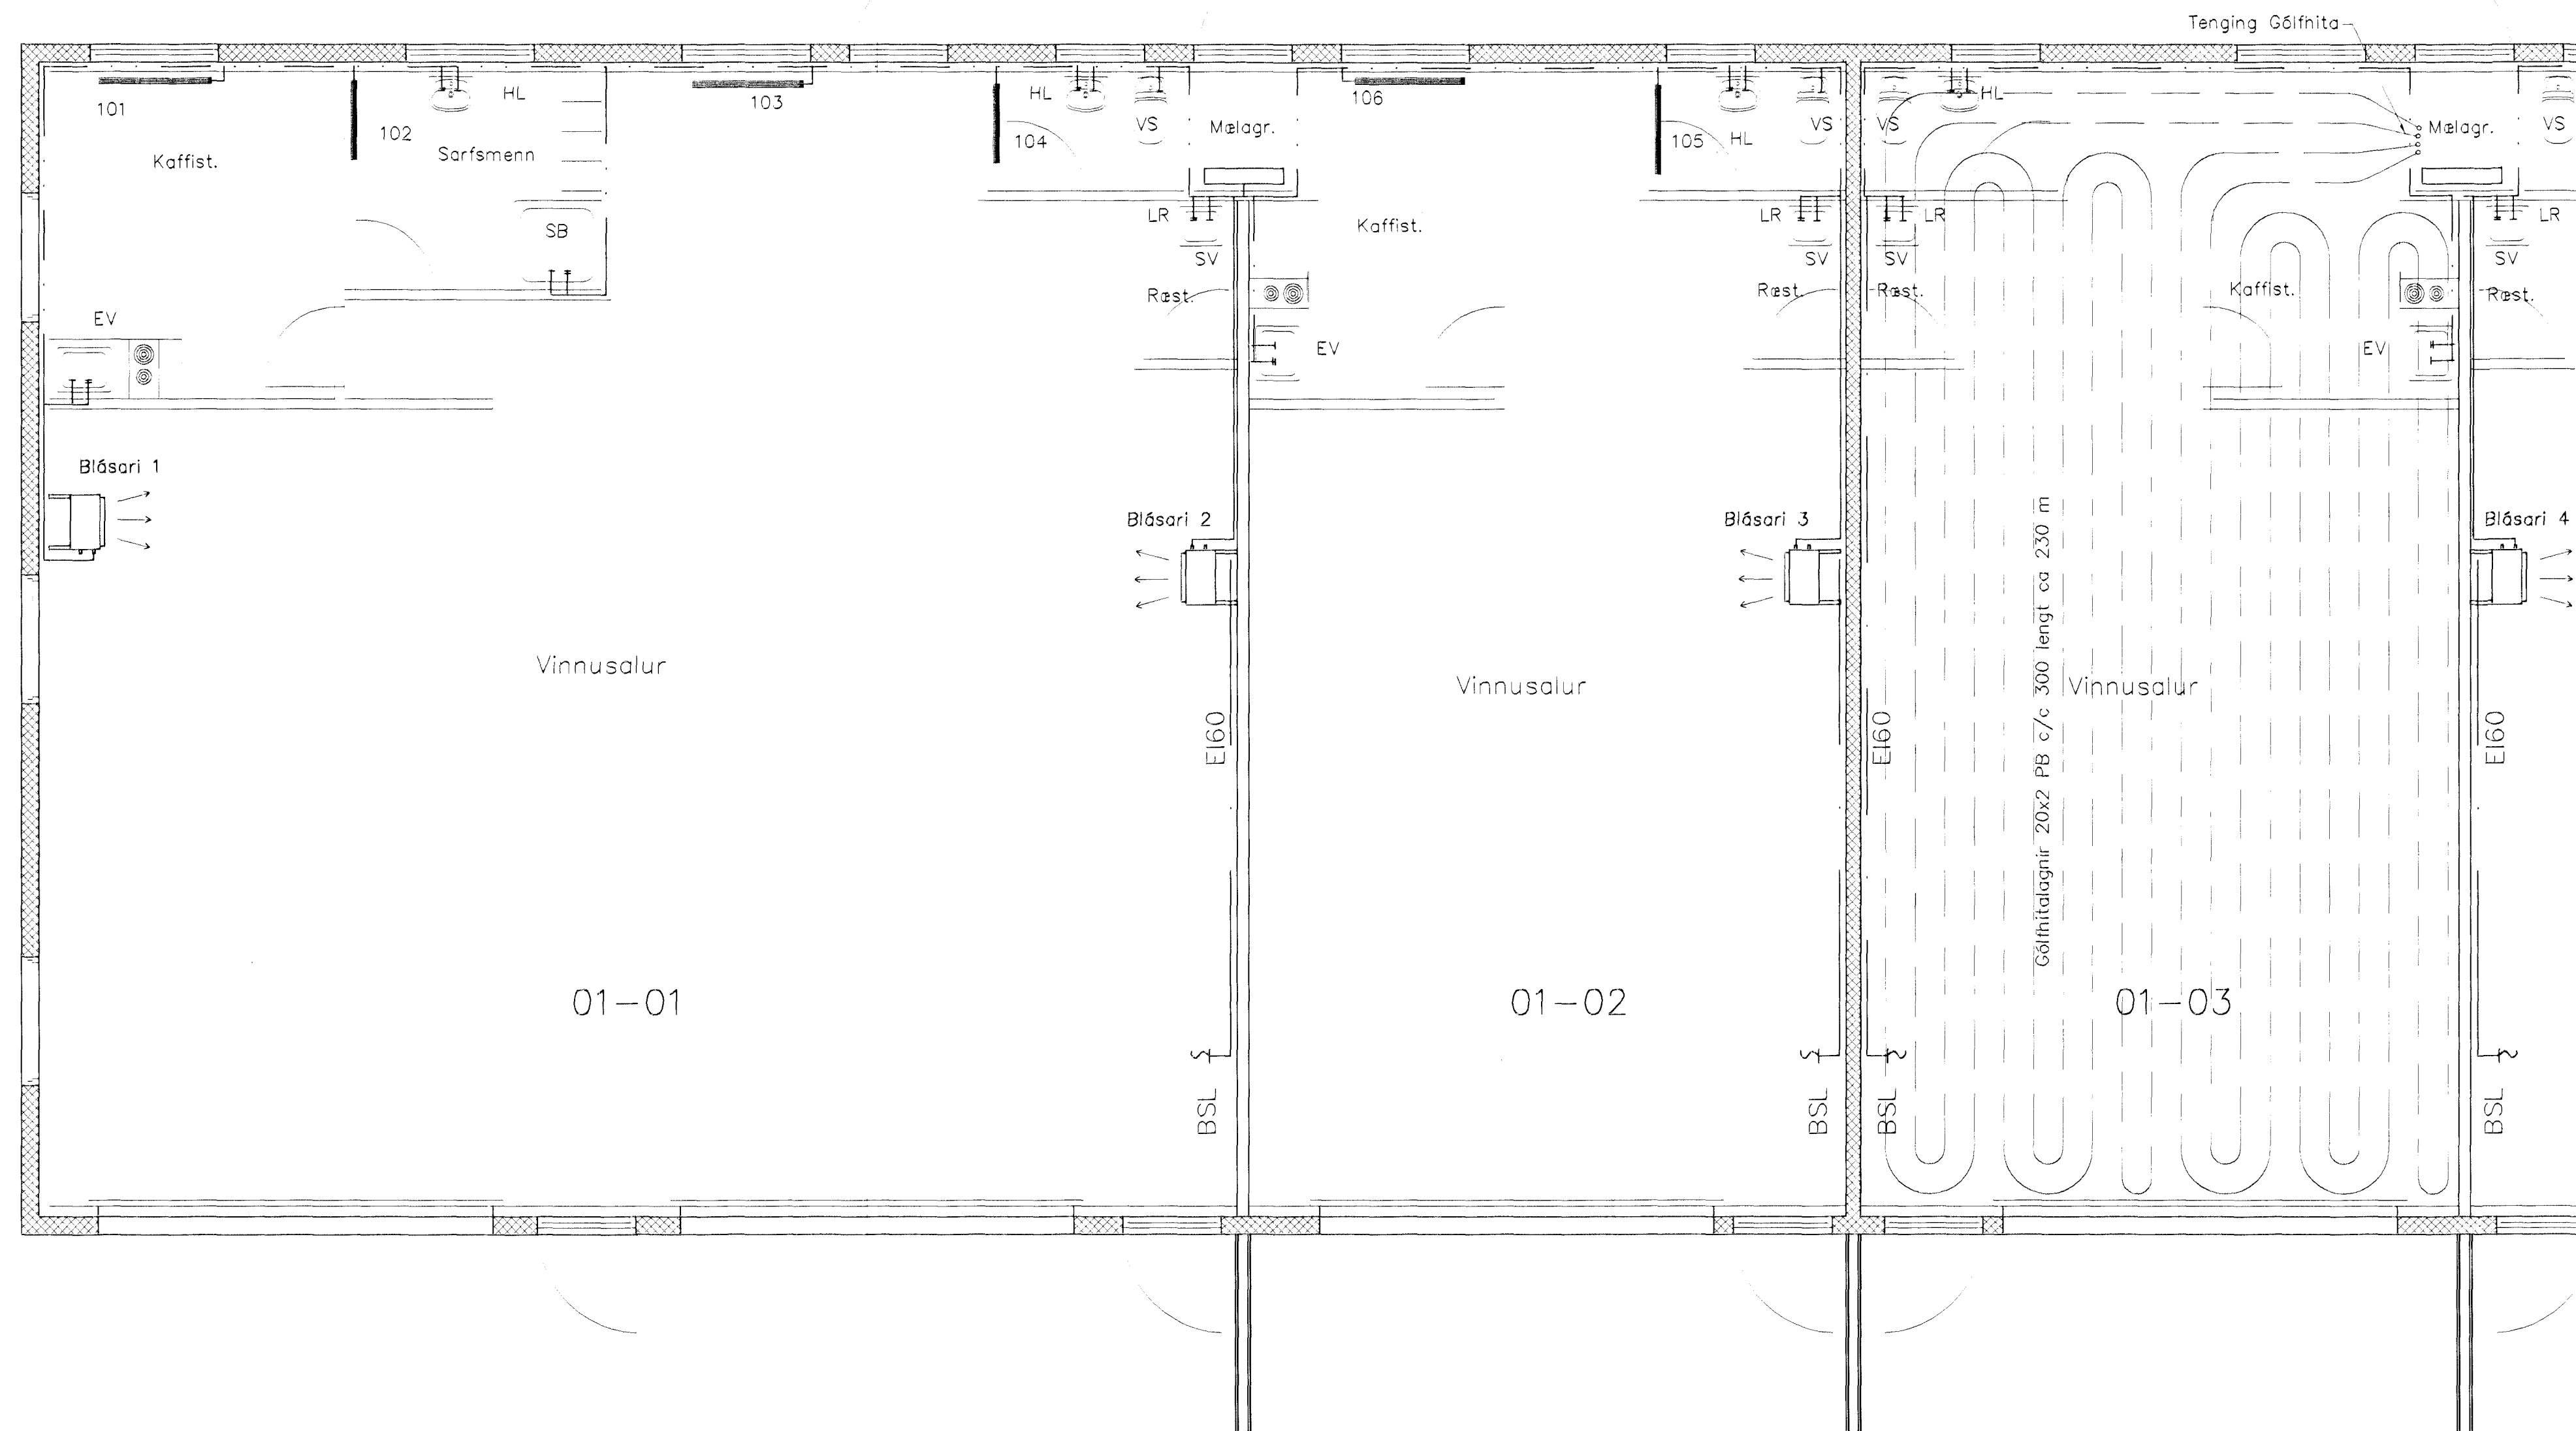 Tenging Gólfhita
101
102
HL
103
HL
104
VS
Mælagr.
106
105
HL
VS
VS
HL
Mælagr.
VS
Kaffist.
Sarfsmenn
SB
LR
SV
Kaffist.
LR
SV
LR
SV
LR
SV
Ræst.
Ræst.
Ræst.
Kaffist.
Ræst.
EV
EV
EV
Blásari 1
Blásari 2
Blásari 3
Blásari 4
Vinnusalur
Vinnusalur
Vinnusalur
Gólfhitalagnir 20x2 PB c/c 300 lengt ca 230 m
EI60
EI60
EI60
01-01
01-02
01-03
BSL
BSL
BSL
BSL